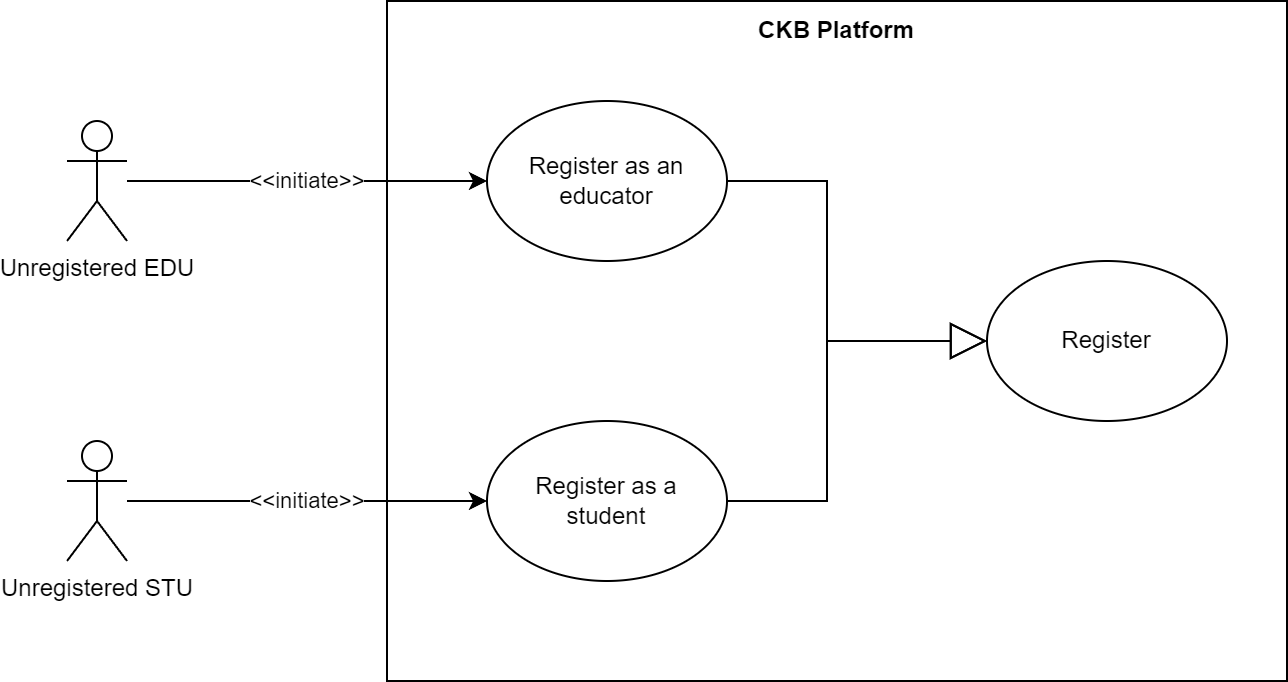 CKB Platform
Register as an
educator
<<initiate>>
Unregistered EDU
Register
Register as a
student
<<initiate>>
Unregistered STU